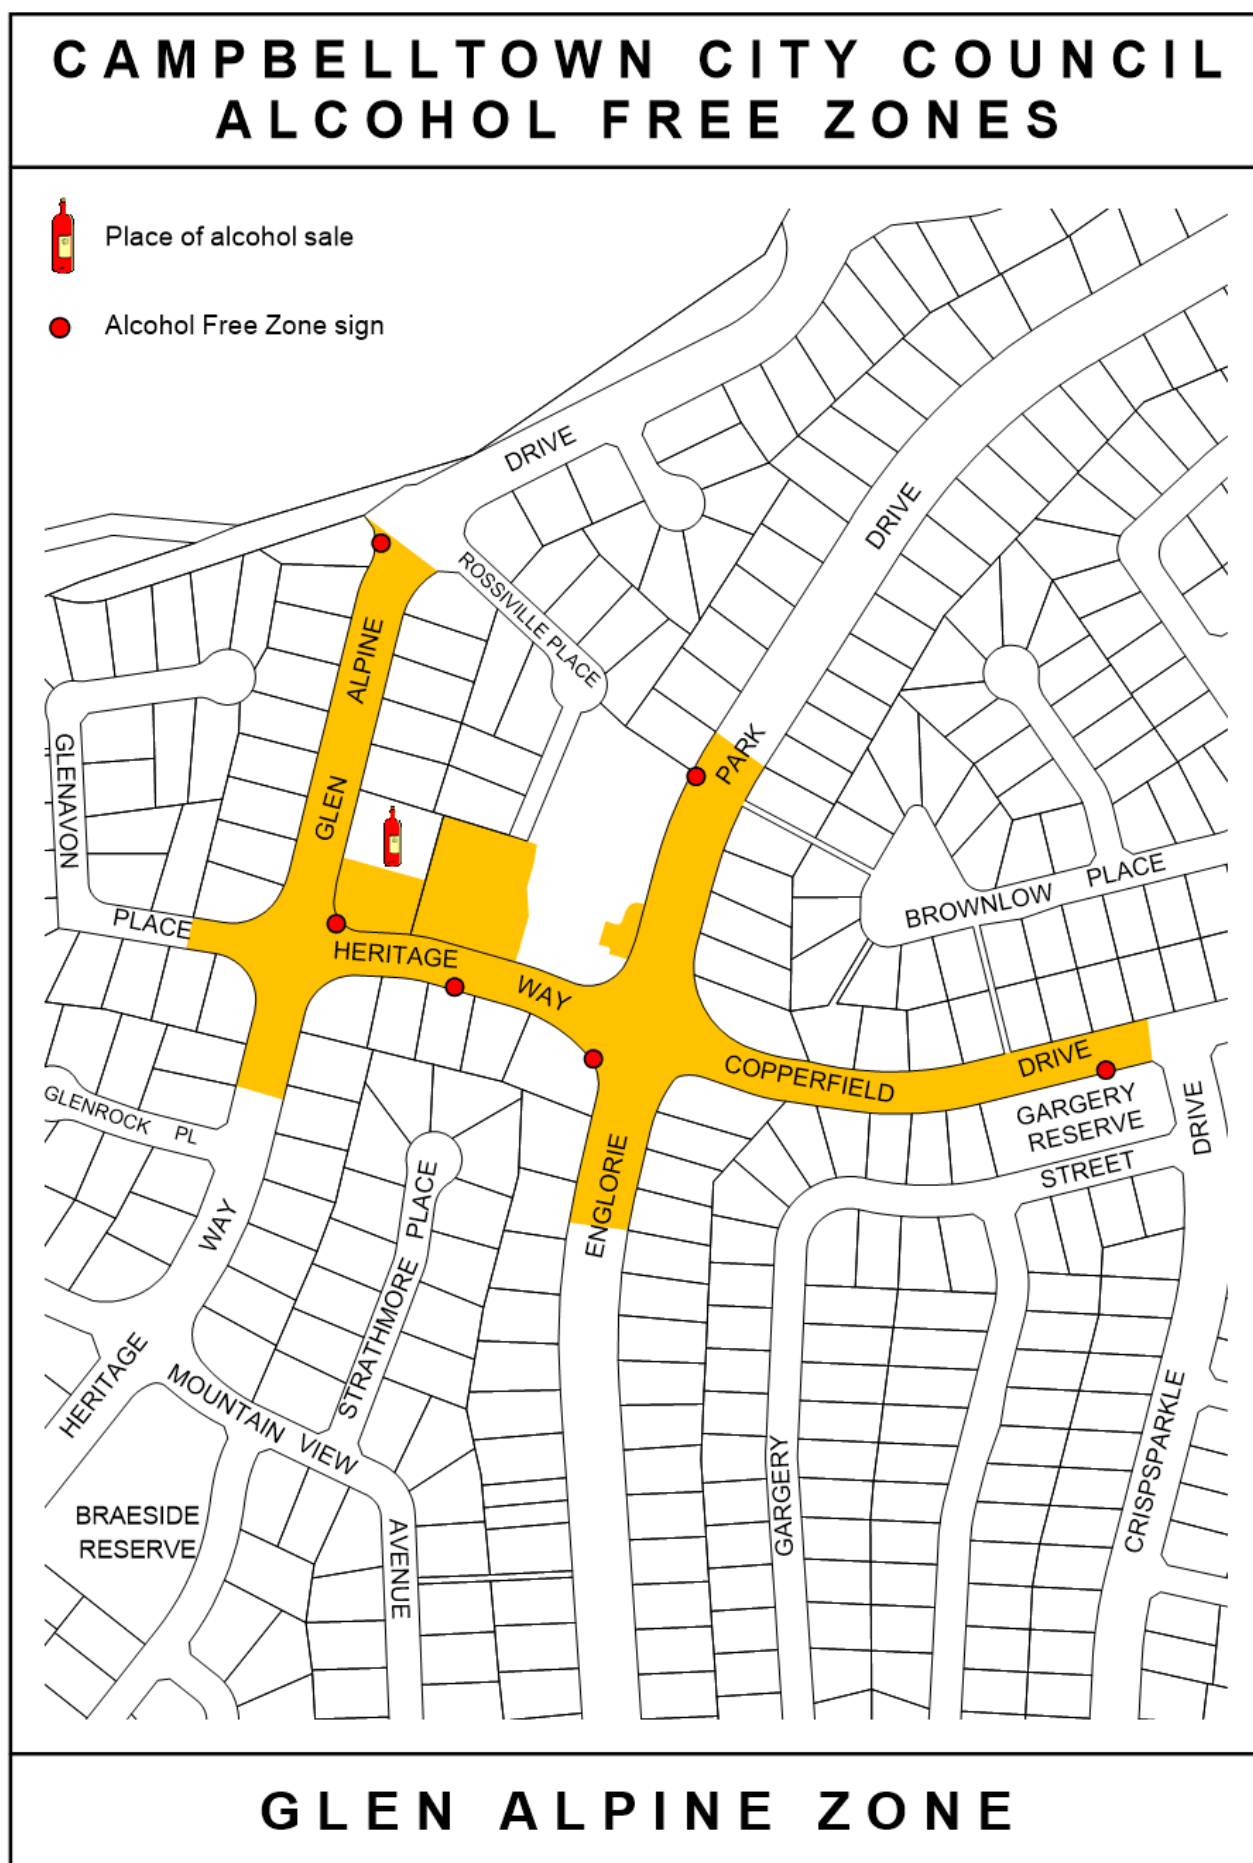 CAMPBELLTOWN CITY COUNCIL
ALCOHOL FREE ZONES
Place of alcohol sale
Alcohol Free Zone sign
DRIVE
DRIVE
ROSSIVILLE PLACE
ALPINE
GLEN
PARK
GLENAVON
PLACE
BROWNLOW PLACE
HERITAGE
WAY
COPPERFIELD
DRIVE
GARGERY
RESERVE
DRIVE
STREET
GLENROCK PL
ENGLORIE
STRATHMORE PLACE
WAY
HERITAGE
MOUNTAIN VIEW
AVENUE
BRAESIDE
RESERVE
GARGERY
CRISPSPARKLE
GLEN ALPINE ZONE